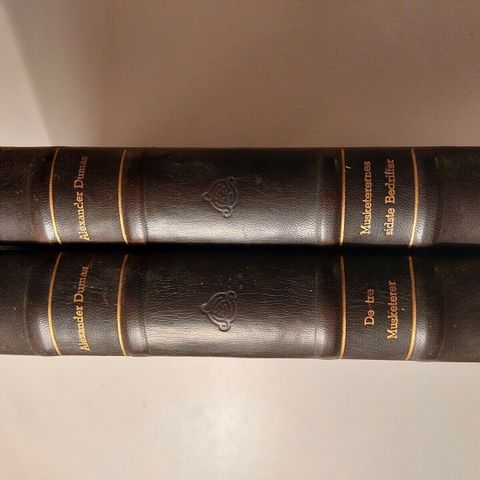 Alexander Dumas
Musketerernes
sidste Bedrifter
Alexander Dumas
De tre
Musketerer